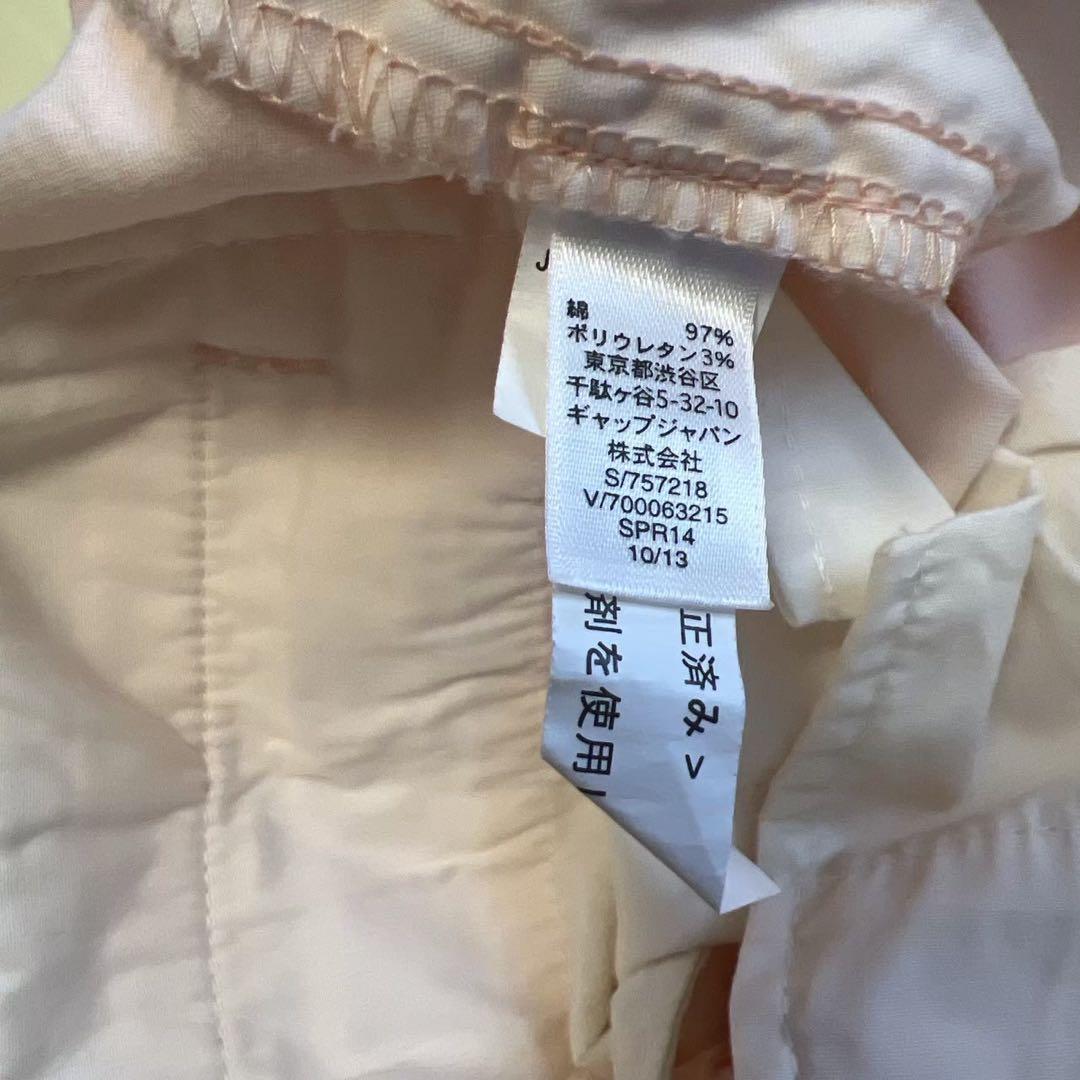 J
綿 97%
ポリウレタン3%
東京都渋谷区
千駄ヶ谷5-32-10
ギャップジャパン
株式会社
S/757218
V/700063215
SPR14
10/13
正済み>
剤を使用し